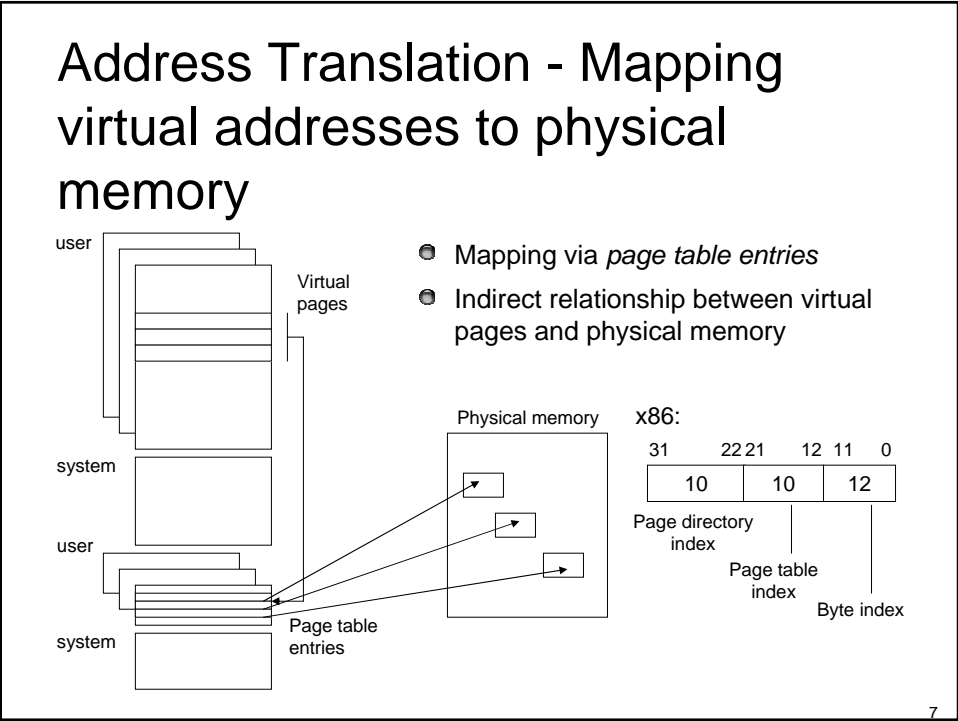 Address Translation - Mapping
virtual addresses to physical
memory
user
Virtual
pages
system
user
system
Page table
entries
Mapping via page table entries
Indirect relationship between virtual
pages and physical memory
Physical memory
x86:
31 22 21 12 11 0
10 10 12
Page directory
index
Page table
index
Byte index
7